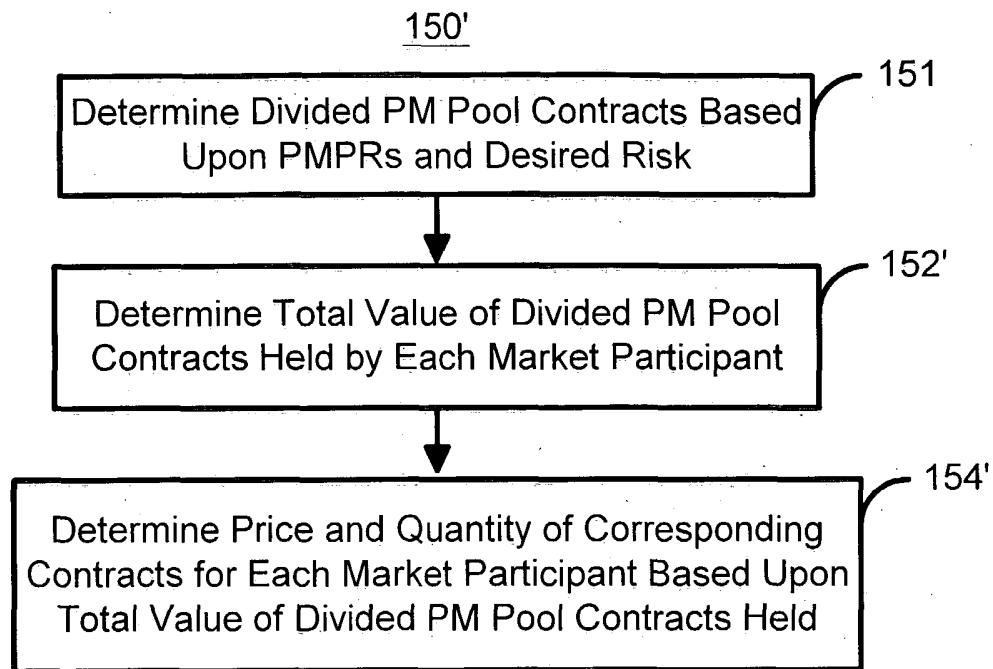 150'
151
Determine Divided PM Pool Contracts Based
Upon PMPRs and Desired Risk
152'
Determine Total Value of Divided PM Pool
Contracts Held by Each Market Participant
154'
Determine Price and Quantity of Corresponding
Contracts for Each Market Participant Based Upon
Total Value of Divided PM Pool Contracts Held